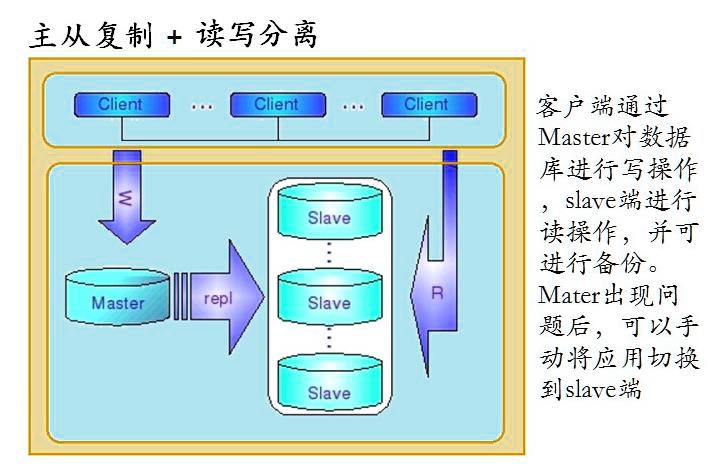 主从复制 + 读写分离
Client ... Client ... Client
W
R
Slave
Slave
Slave
Master
repl
客户端通过
Master对数据
库进行写操作
，slave端进行
读操作，并可
进行备份。
Mater出现问
题后，可以手
动将应用切换
到slave端